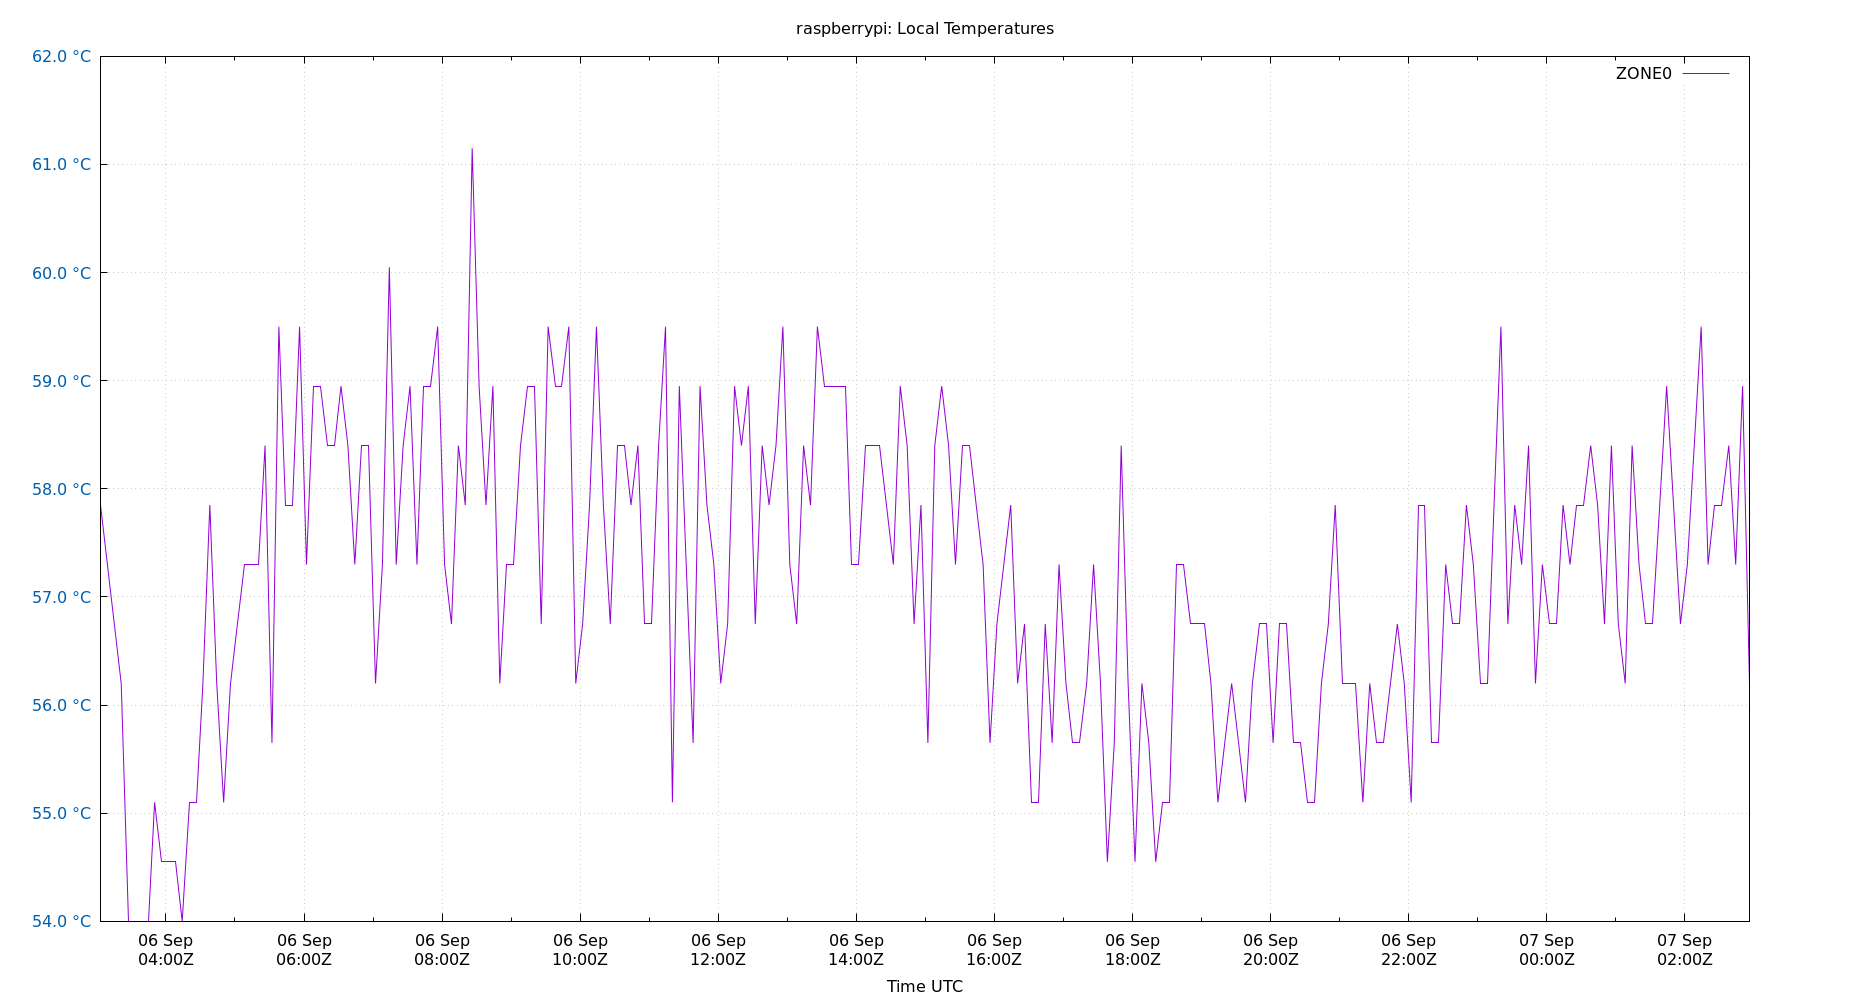 raspberrypi: Local Temperatures
62.0 °C
ZONE0
61.0 °C
60.0 °C
59.0 °C
58.0 °C
57.0 °C
56.0 °C
55.0 °C
54.0 °C
06 Sep 06 Sep 06 Sep 06 Sep 06 Sep 06 Sep 06 Sep 06 Sep 06 Sep 06 Sep 07 Sep 07 Sep
04:00Z 06:00Z 08:00Z 10:00Z 12:00Z 14:00Z 16:00Z 18:00Z 20:00Z 22:00Z 00:00Z 02:00Z
Time UTC